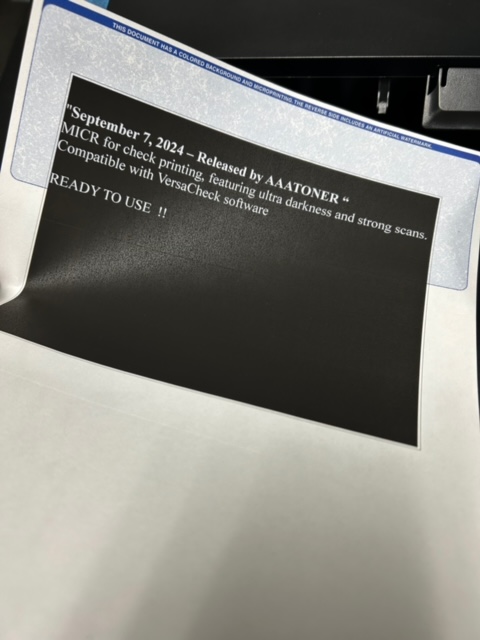 THIS DOCUMENT HAS A COLORED BACKGROUND AND MICROPRINTING. THE REVERSE SIDE INCLUDES AN ARTIFICIAL WATERMARK.
"September 7, 2024 – Released by AAATONER “
MICR for check printing, featuring ultra darkness and strong scans.
Compatible with VersaCheck software
READY TO USE !!